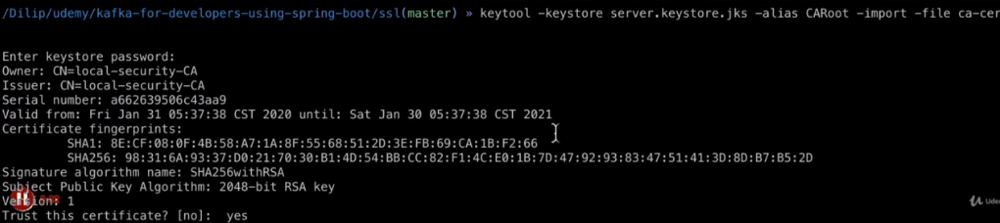 /Dilip/udemy/kafka-for-developers-using-spring-boot/ssl(master) » keytool -keystore server.keystore.jks -alias CARoot -import -file ca-cer
Enter keystore password:
Owner: CN=local-security-CA
Issuer: CN=local-security-CA
Serial number: a662639506c43aa9
Valid from: Fri Jan 31 05:37:38 CST 2020 until: Sat Jan 30 05:37:38 CST 2021
Certificate fingerprints:
SHA1: 8E:CF:08:0F:4B:58:A7:1A:8F:55:68:51:2D:3E:FB:69:CA:1B:F2:66
SHA256: 98:31:6A:93:37:D0:21:70:30:B1:4D:54:BB:CC:82:F1:4C:E0:1B:7D:47:92:93:83:47:51:41:3D:8D:B7:B5:2D
Signature algorithm name: SHA256withRSA
Subject Public Key Algorithm: 2048-bit RSA key
Version: 1
Trust this certificate? [no]: yes
Ude